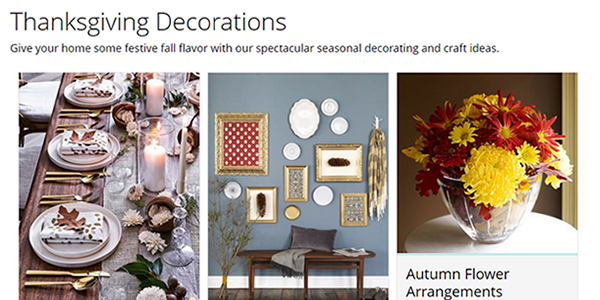 Thanksgiving Decorations
Give your home some festive fall flavor with our spectacular seasonal decorating and craft ideas.
Autumn Flower
Arrangements